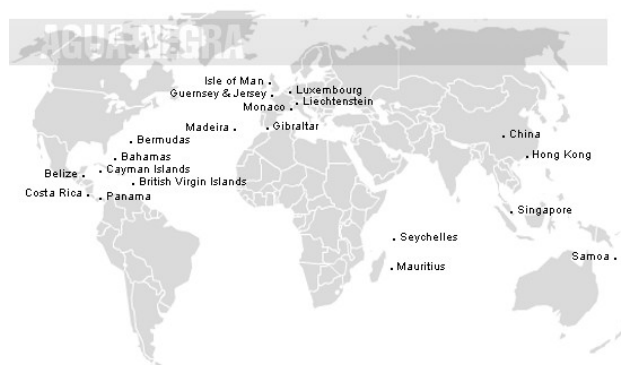 AGUA NEGRA
Isle of Man
Luxembourg
Guernsey & Jersey
Liechtenstein
Monaco
Madeira
Gibraltar
China
Bermudas
Hong Kong
Bahamas
Cayman Islands
Belize
British Virgin Islands
Costa Rica
Panama
Singapore
Seychelles
Samoa
Mauritius